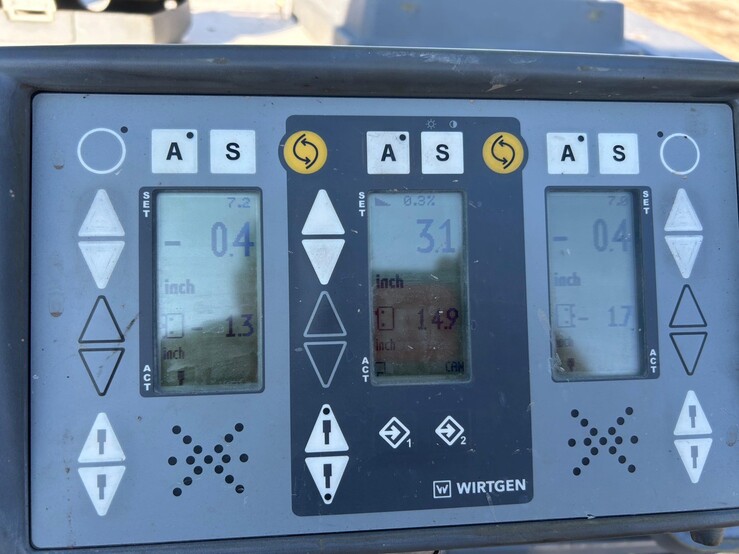 A S
A S
A S
SET
7.2
- 0.4
inch
- 1.3
inch
ACT
SET
0.3%
3.1
inch
14.9
inch
CAN
ACT
SET
- 0.4
inch
- 1.7
inch
ACT
1
2
WIRTGEN